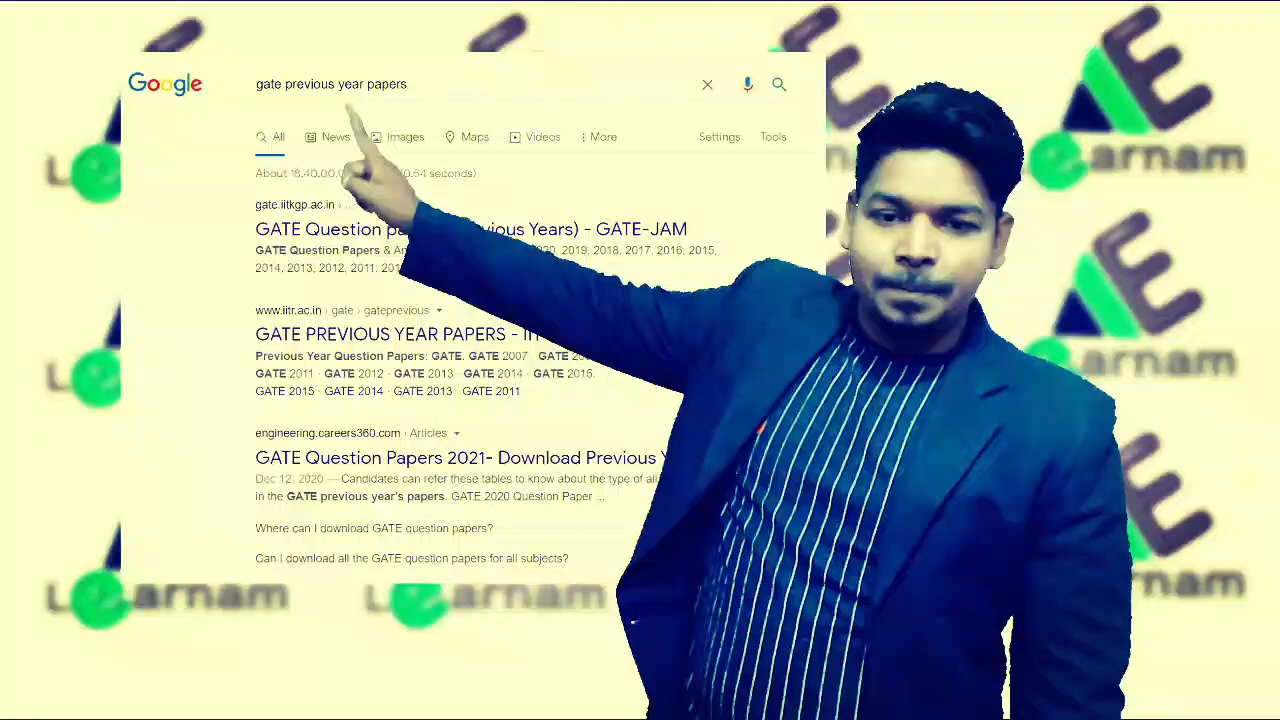 Google
gate previous year papers
All News Images Maps Videos More Settings Tools
About (0.54 seconds)
gate.iitkgp.ac.in ›
GATE Question Years) - GATE-JAM
GATE Question Papers & 2019, 2018, 2017, 2016, 2015,
2014, 2013, 2012, 2011,
www.iitr.ac.in › gate › gateprevious
GATE PREVIOUS YEAR PAPERS -
Previous Year Question Papers: GATE. GATE 2007 · GATE
GATE 2011 · GATE 2012 · GATE 2013 · GATE 2014 · GATE 2015.
GATE 2015 · GATE 2014 · GATE 2013 · GATE 2011
engineering.careers360.com › Articles
GATE Question Papers 2021- Download Previous
Dec 12, 2020 — Candidates can refer these tables to know about the type of all
in the GATE previous year's papers. GATE 2020 Question Paper ...
Where can I download GATE question papers?
Can I download all the GATE question papers for all subjects?
Learnam Learnam